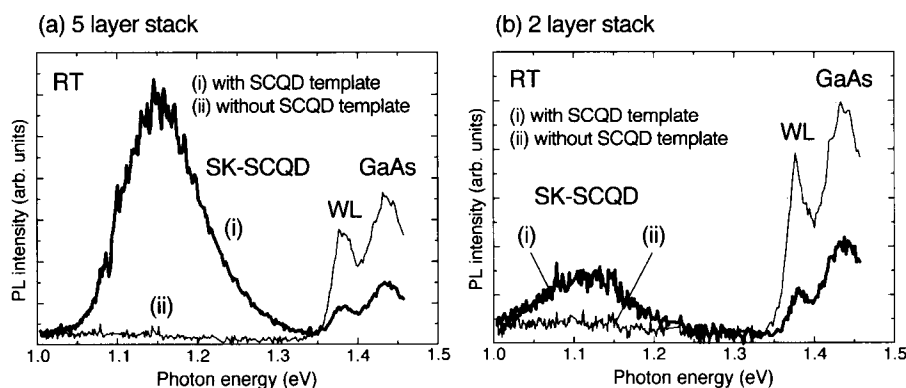 (a) 5 layer stack
RT
(i) with SCQD template
(ii) without SCQD template
SK-SCQD
GaAs
WL
(i)
(ii)
PL intensity (arb. units)
1.0 1.1 1.2 1.3 1.4 1.5
Photon energy (eV)
(b) 2 layer stack
RT
GaAs
(i) with SCQD template
(ii) without SCQD template
WL
SK-SCQD
(i)
(ii)
PL intensity (arb. units)
1.0 1.1 1.2 1.3 1.4 1.5
Photon energy (eV)